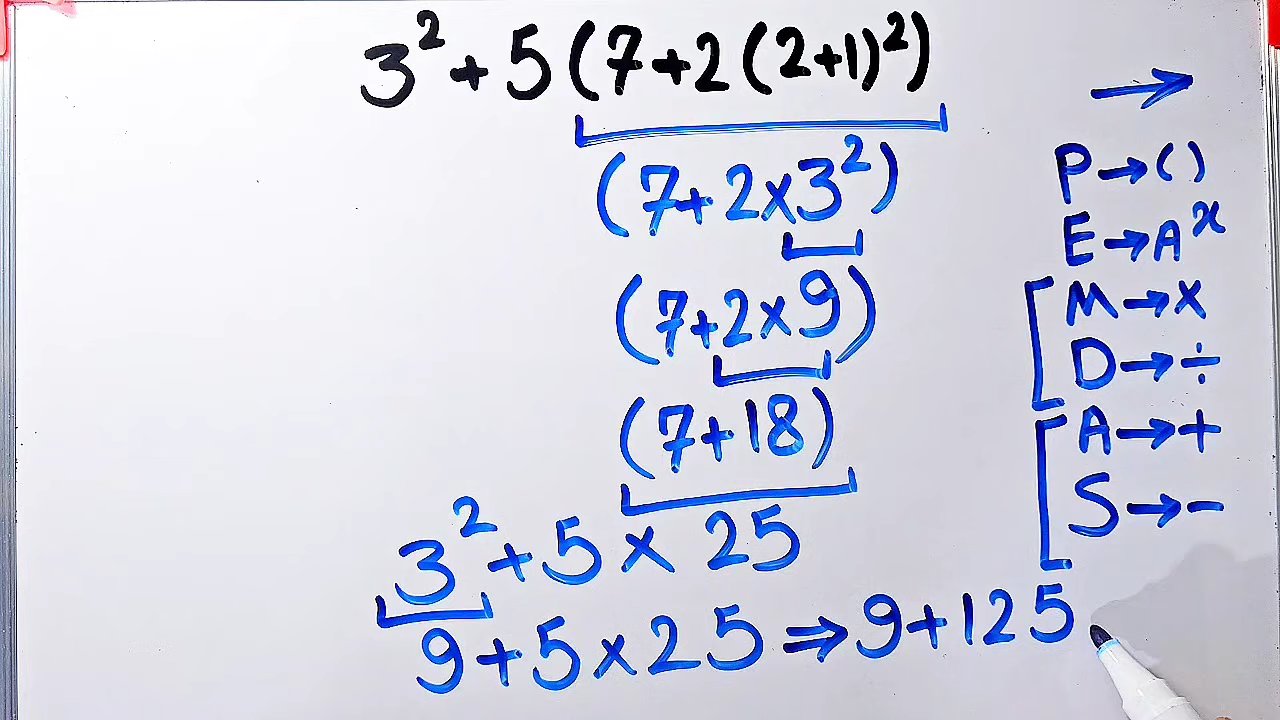 3² + 5(7+2(2+1)²)
→
(7+2×3²)
P→()
E→Aˣ
(7+2×9)
M→×
D→÷
(7+18)
A→+
S→-
3²+5×25
9+5×25⇒9+125